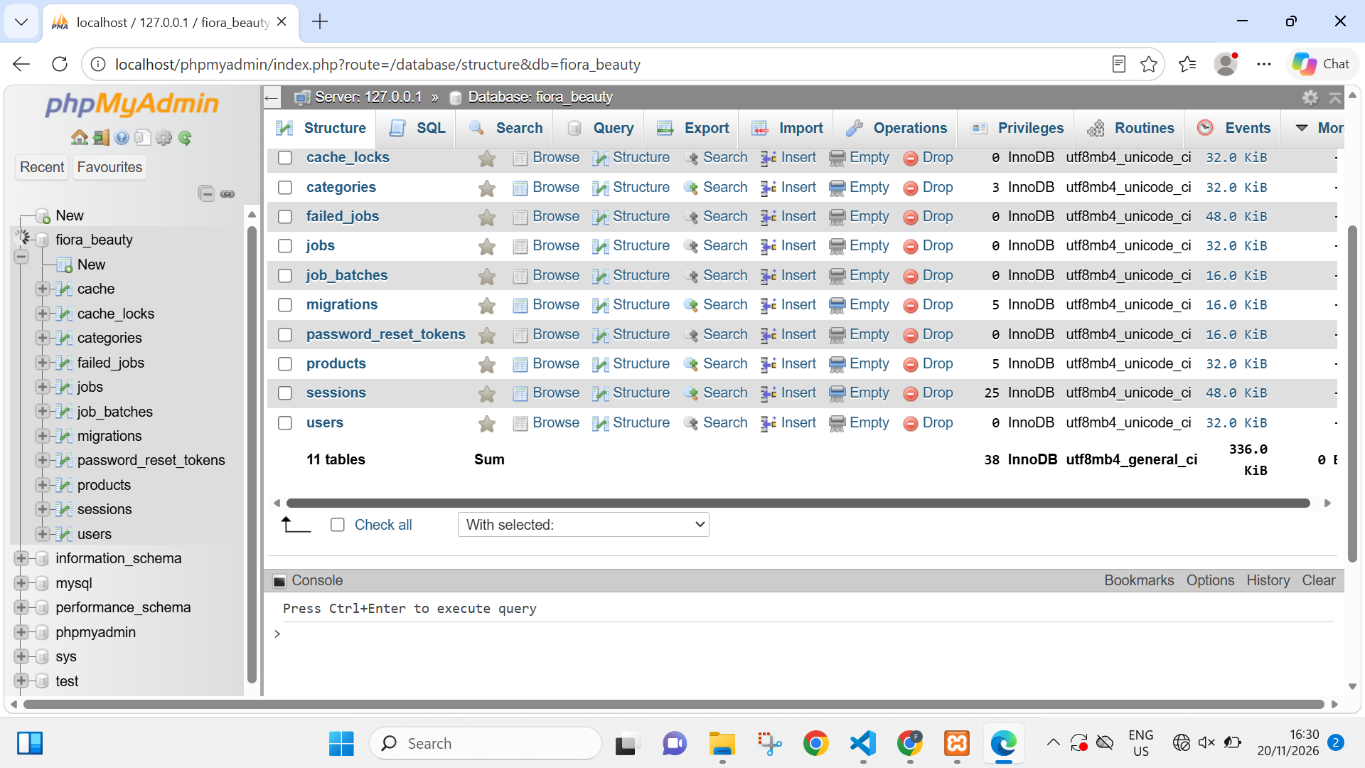 localhost / 127.0.0.1 / fiora_beauty
localhost/phpmyadmin/index.php?route=/database/structure&db=fiora_beauty
Chat
phpMyAdmin
Recent Favourites
New
fiora_beauty
New
cache
cache_locks
categories
failed_jobs
jobs
job_batches
migrations
password_reset_tokens
products
sessions
users
information_schema
mysql
performance_schema
phpmyadmin
sys
test
Server: 127.0.0.1 » Database: fiora_beauty
Structure SQL Search Query Export Import Operations Privileges Routines Events Mor
cache_locks Browse Structure Search Insert Empty Drop 0 InnoDB utf8mb4_unicode_ci 32.0 KiB -
categories Browse Structure Search Insert Empty Drop 3 InnoDB utf8mb4_unicode_ci 32.0 KiB -
failed_jobs Browse Structure Search Insert Empty Drop 0 InnoDB utf8mb4_unicode_ci 48.0 KiB -
jobs Browse Structure Search Insert Empty Drop 0 InnoDB utf8mb4_unicode_ci 32.0 KiB -
job_batches Browse Structure Search Insert Empty Drop 0 InnoDB utf8mb4_unicode_ci 16.0 KiB -
migrations Browse Structure Search Insert Empty Drop 5 InnoDB utf8mb4_unicode_ci 16.0 KiB -
password_reset_tokens Browse Structure Search Insert Empty Drop 0 InnoDB utf8mb4_unicode_ci 16.0 KiB -
products Browse Structure Search Insert Empty Drop 5 InnoDB utf8mb4_unicode_ci 32.0 KiB -
sessions Browse Structure Search Insert Empty Drop 25 InnoDB utf8mb4_unicode_ci 48.0 KiB -
users Browse Structure Search Insert Empty Drop 0 InnoDB utf8mb4_unicode_ci 32.0 KiB -
11 tables Sum 38 InnoDB utf8mb4_general_ci 336.0 KiB 0
Check all With selected:
Console Bookmarks Options History Clear
Press Ctrl+Enter to execute query
>
Search
ENG
US
16:30
20/11/2026
2